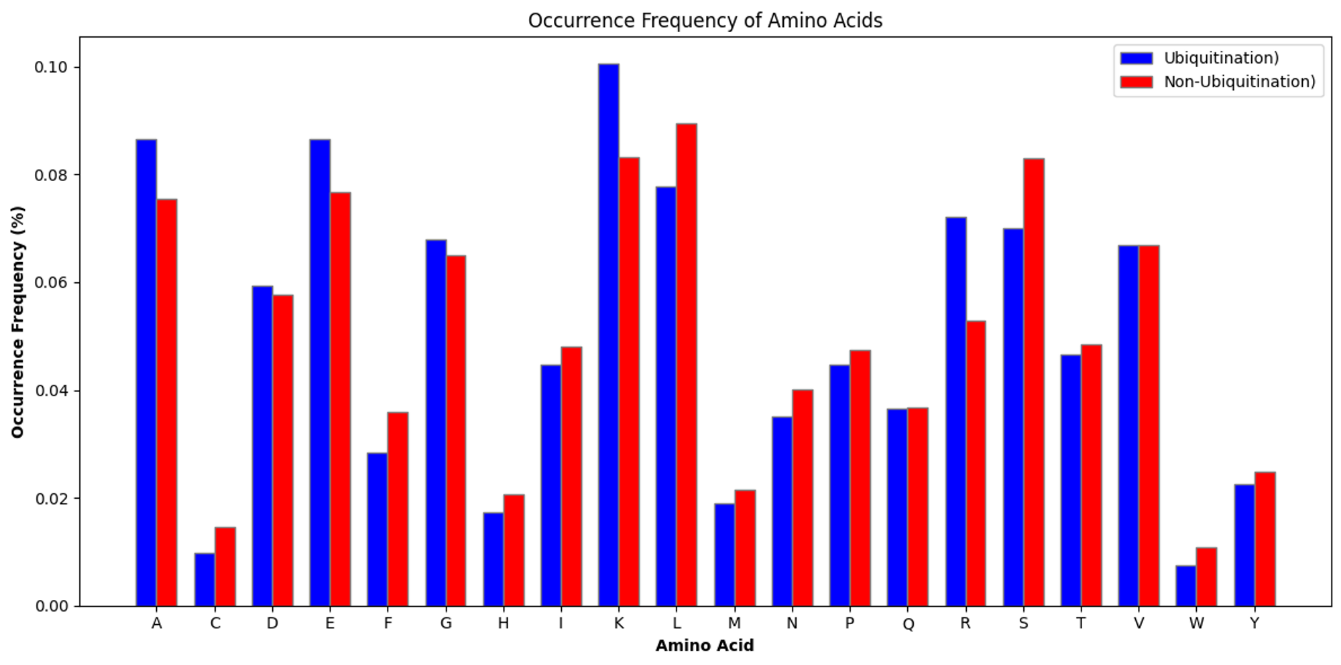 Occurrence Frequency of Amino Acids
Ubiquitination)
Non-Ubiquitination)
Occurrence Frequency (%)
0.10
0.08
0.06
0.04
0.02
0.00
A C D E F G H I K L M N P Q R S T V W Y
Amino Acid